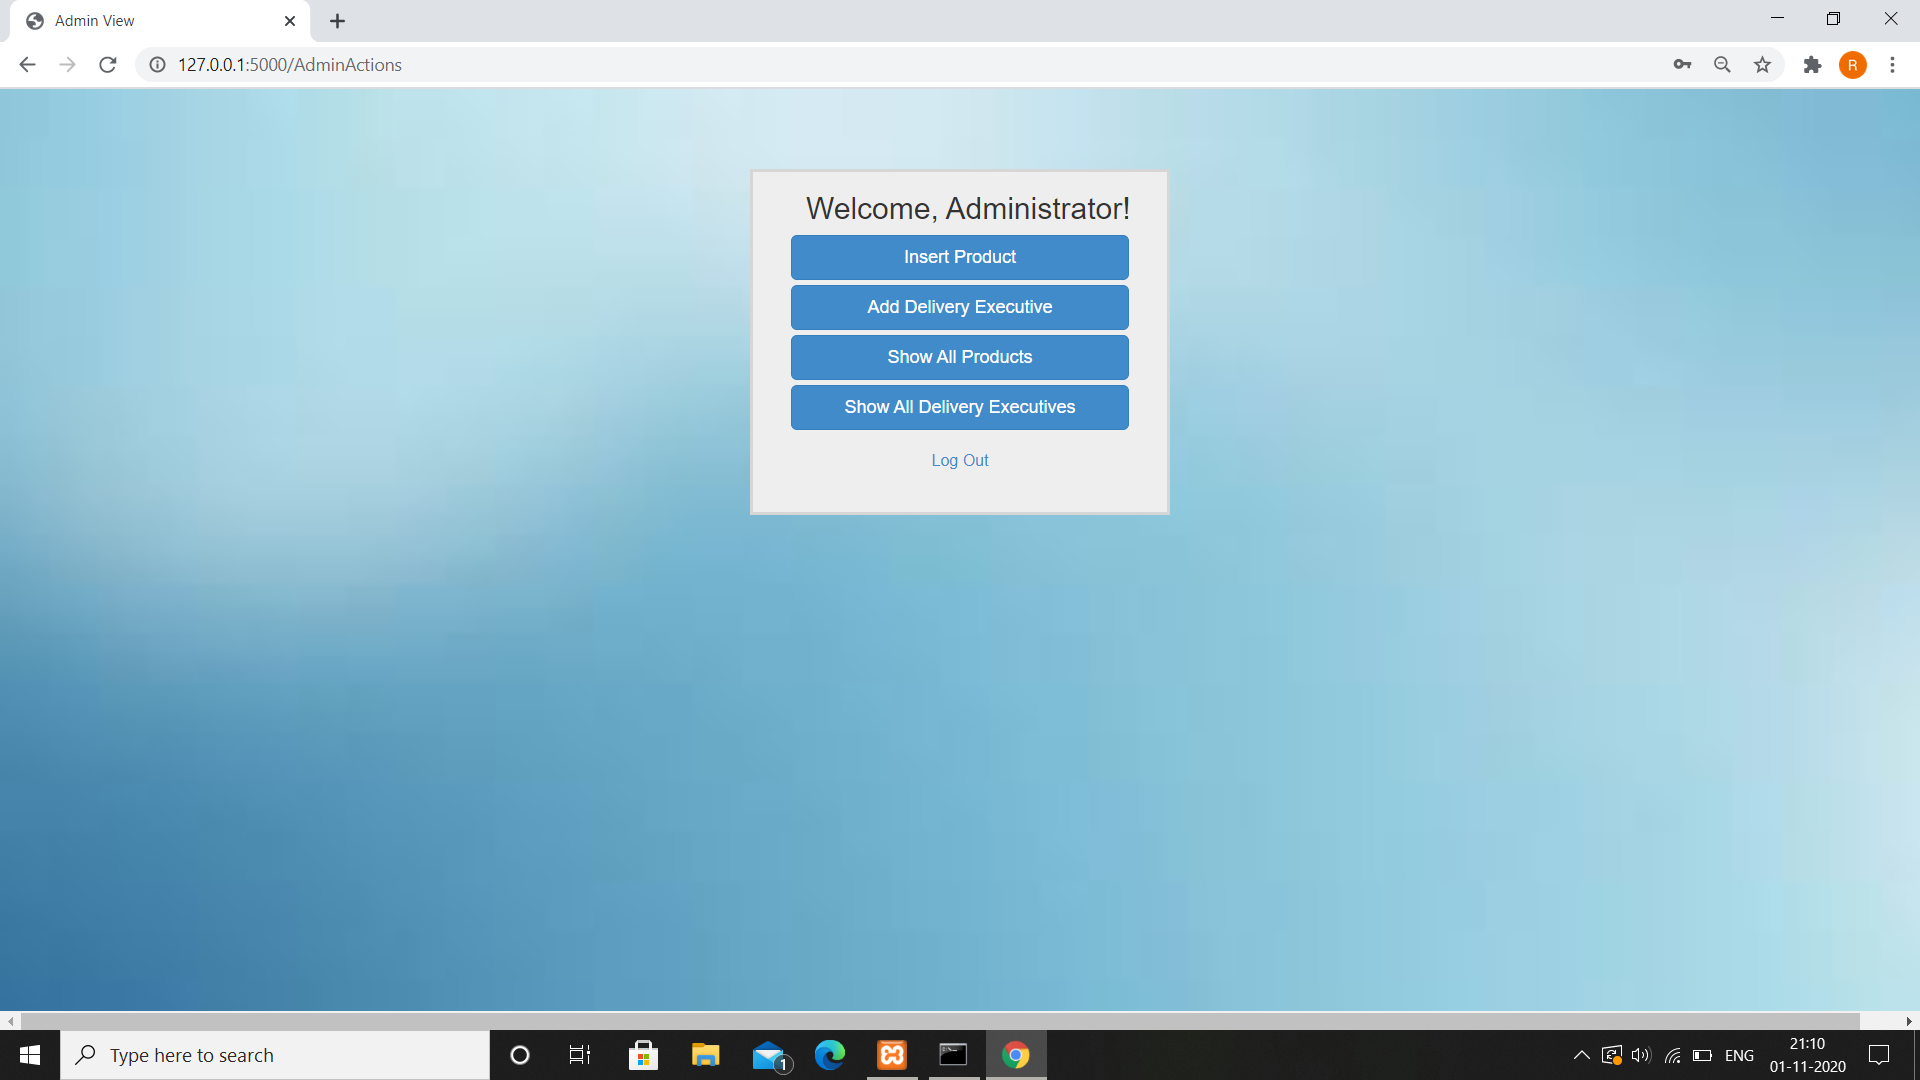 Admin View
127.0.0.1:5000/AdminActions
R
Welcome, Administrator!
Insert Product
Add Delivery Executive
Show All Products
Show All Delivery Executives
Log Out
Type here to search
1
ENG
21:10
01-11-2020